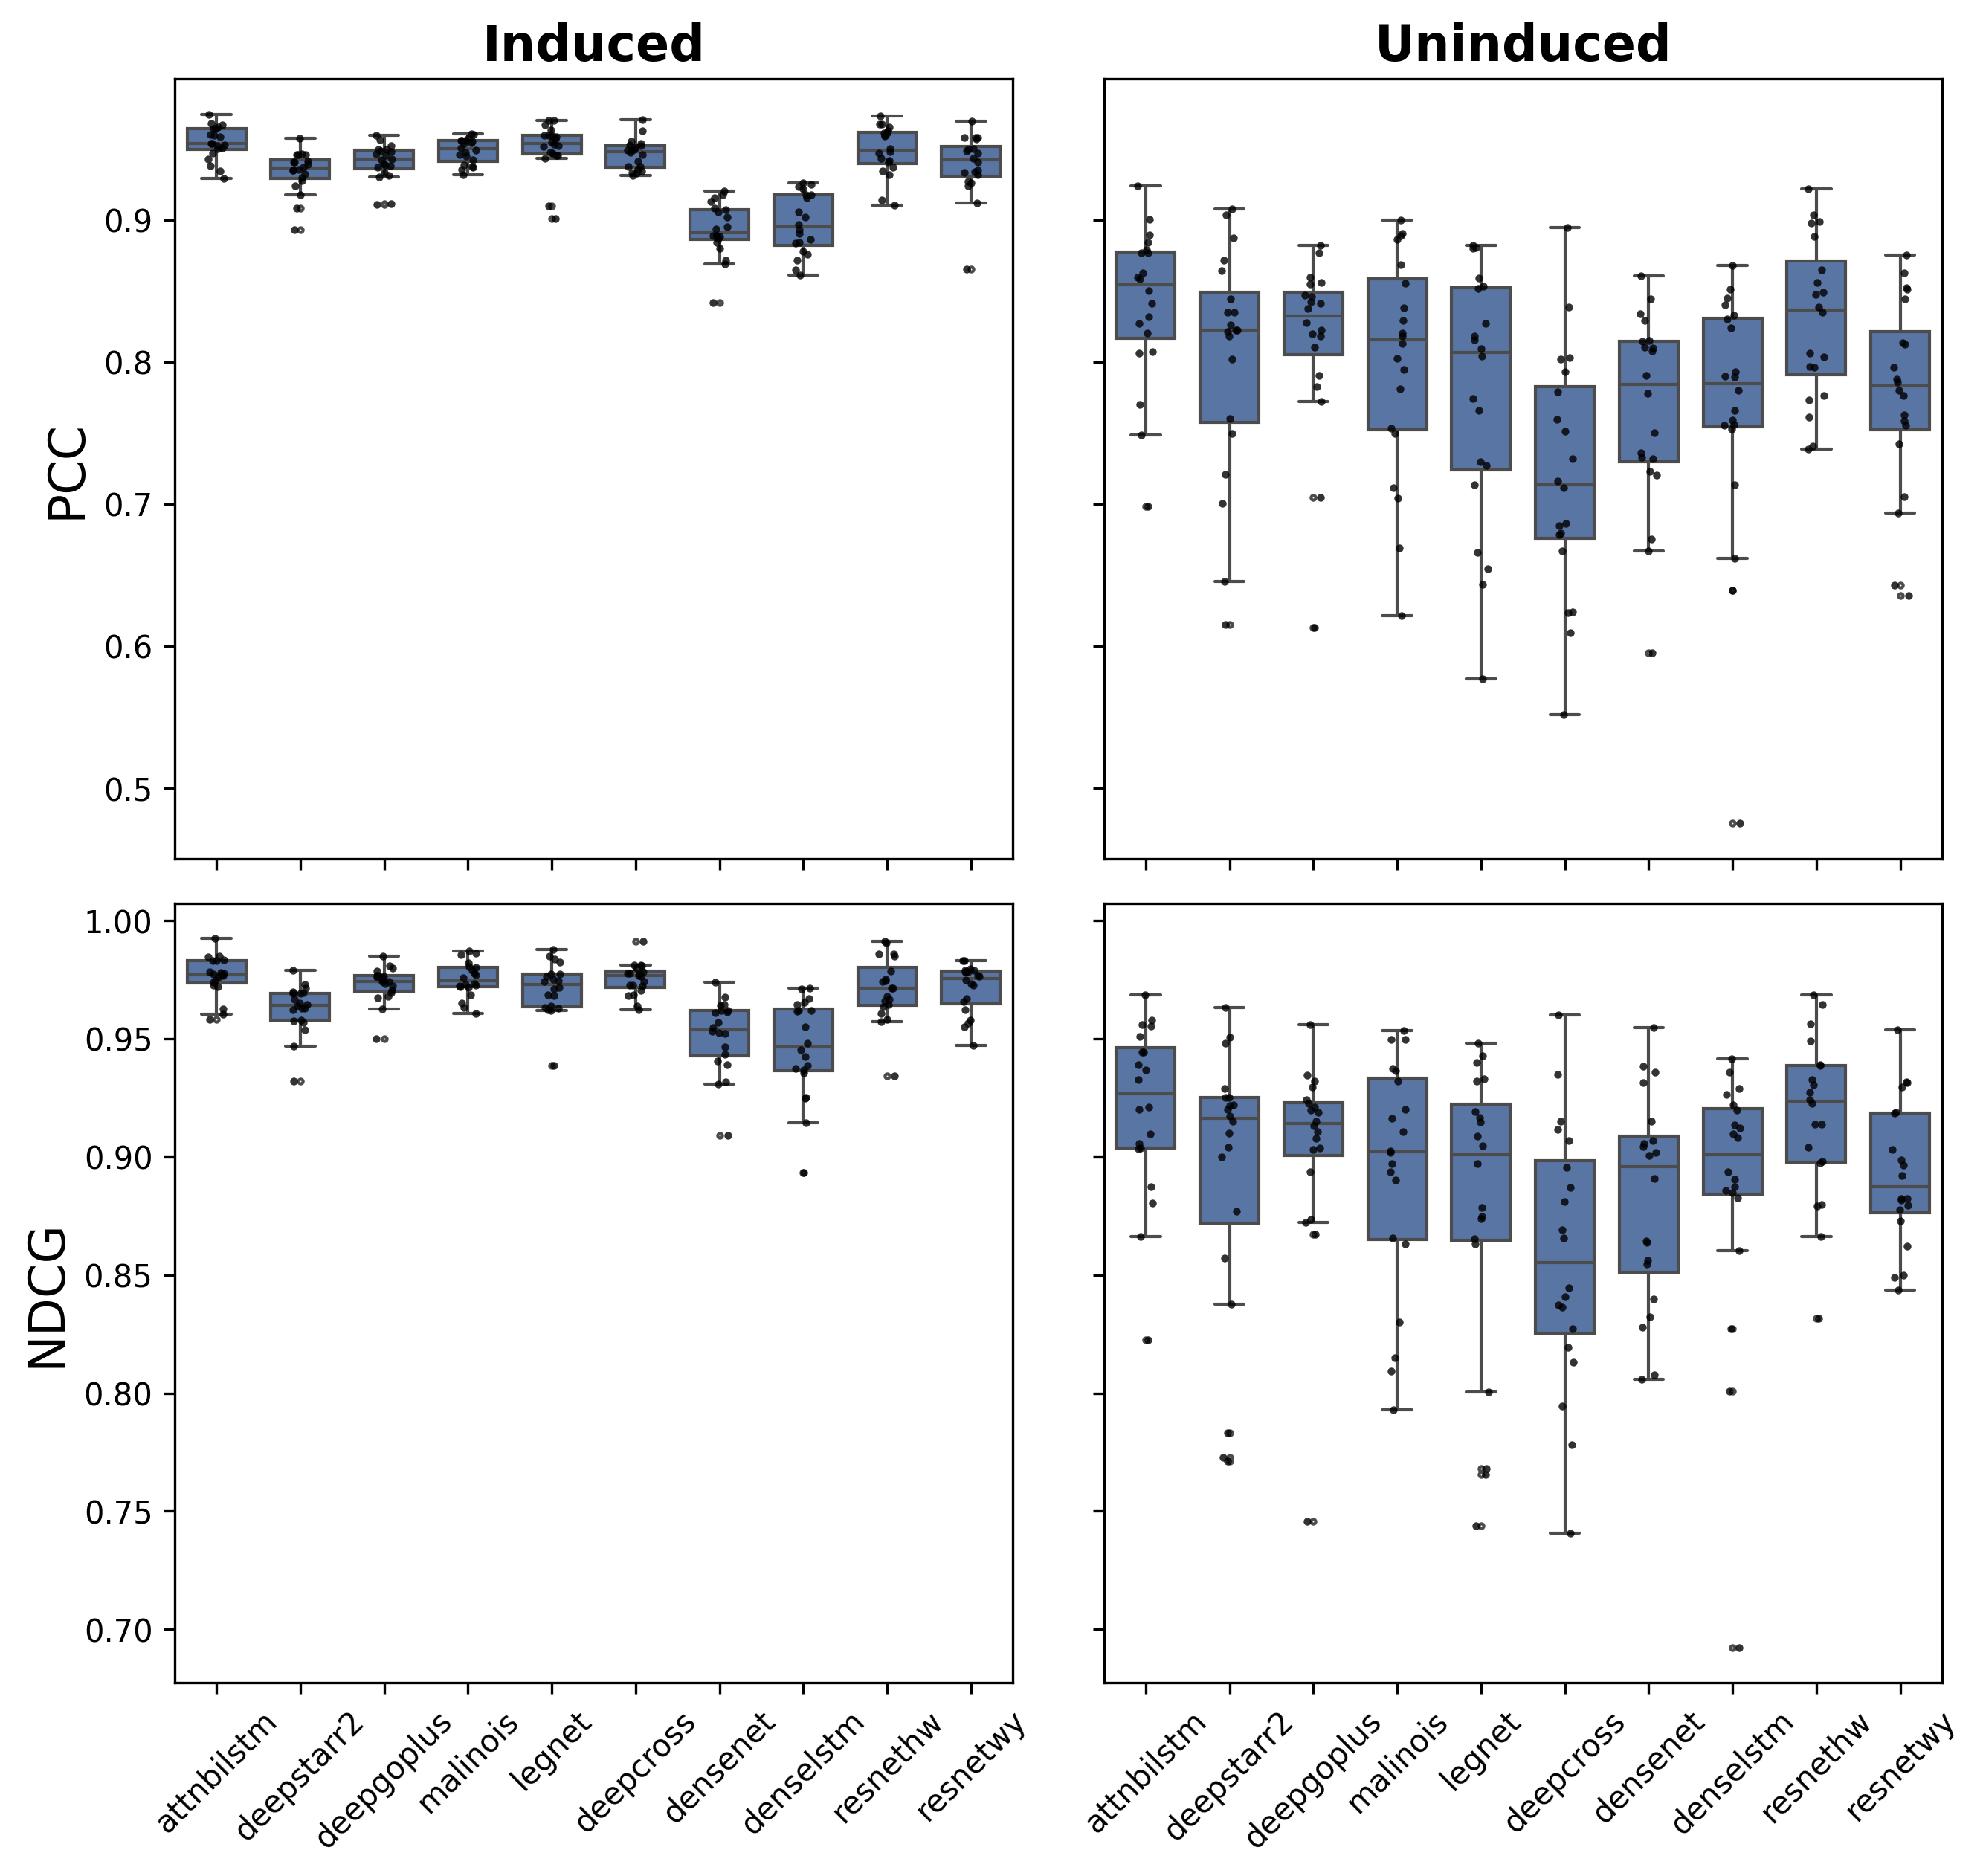 Induced
Uninduced
PCC
0.9
0.8
0.7
0.6
0.5
NDCG
1.00
0.95
0.90
0.85
0.80
0.75
0.70
attnbilstm
deepstarr2
deepgoplus
malinois
legnet
deepcross
densenet
denselstm
resnethw
resnetwy
attnbilstm
deepstarr2
deepgoplus
malinois
legnet
deepcross
densenet
denselstm
resnethw
resnetwy